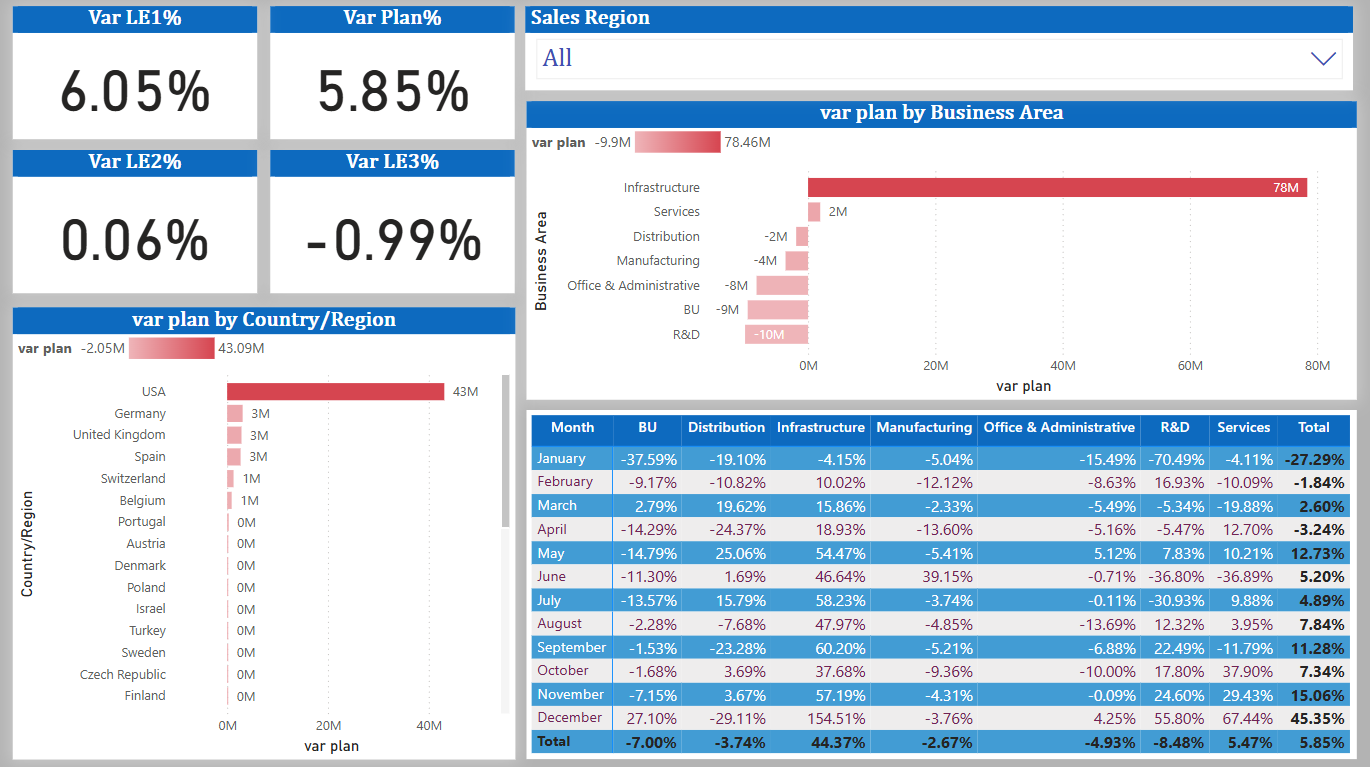 Var LE1%
6.05%
Var Plan%
5.85%
Var LE2%
0.06%
Var LE3%
-0.99%
Sales Region
All
var plan by Business Area
var plan -9.9M 78.46M
Business Area
Infrastructure 78M
Services 2M
Distribution -2M
Manufacturing -4M
Office & Administrative -8M
BU -9M
R&D -10M
0M 20M 40M 60M 80M
var plan
var plan by Country/Region
var plan -2.05M 43.09M
Country/Region
USA 43M
Germany 3M
United Kingdom 3M
Spain 3M
Switzerland 1M
Belgium 1M
Portugal 0M
Austria 0M
Denmark 0M
Poland 0M
Israel 0M
Turkey 0M
Sweden 0M
Czech Republic 0M
Finland 0M
0M 20M 40M
var plan
Month BU Distribution Infrastructure Manufacturing Office & Administrative R&D Services Total
January -37.59% -19.10% -4.15% -5.04% -15.49% -70.49% -4.11% -27.29%
February -9.17% -10.82% 10.02% -12.12% -8.63% 16.93% -10.09% -1.84%
March 2.79% 19.62% 15.86% -2.33% -5.49% -5.34% -19.88% 2.60%
April -14.29% -24.37% 18.93% -13.60% -5.16% -5.47% 12.70% -3.24%
May -14.79% 25.06% 54.47% -5.41% 5.12% 7.83% 10.21% 12.73%
June -11.30% 1.69% 46.64% 39.15% -0.71% -36.80% -36.89% 5.20%
July -13.57% 15.79% 58.23% -3.74% -0.11% -30.93% 9.88% 4.89%
August -2.28% -7.68% 47.97% -4.85% -13.69% 12.32% 3.95% 7.84%
September -1.53% -23.28% 60.20% -5.21% -6.88% 22.49% -11.79% 11.28%
October -1.68% 3.69% 37.68% -9.36% -10.00% 17.80% 37.90% 7.34%
November -7.15% 3.67% 57.19% -4.31% -0.09% 24.60% 29.43% 15.06%
December 27.10% -29.11% 154.51% -3.76% 4.25% 55.80% 67.44% 45.35%
Total -7.00% -3.74% 44.37% -2.67% -4.93% -8.48% 5.47% 5.85%